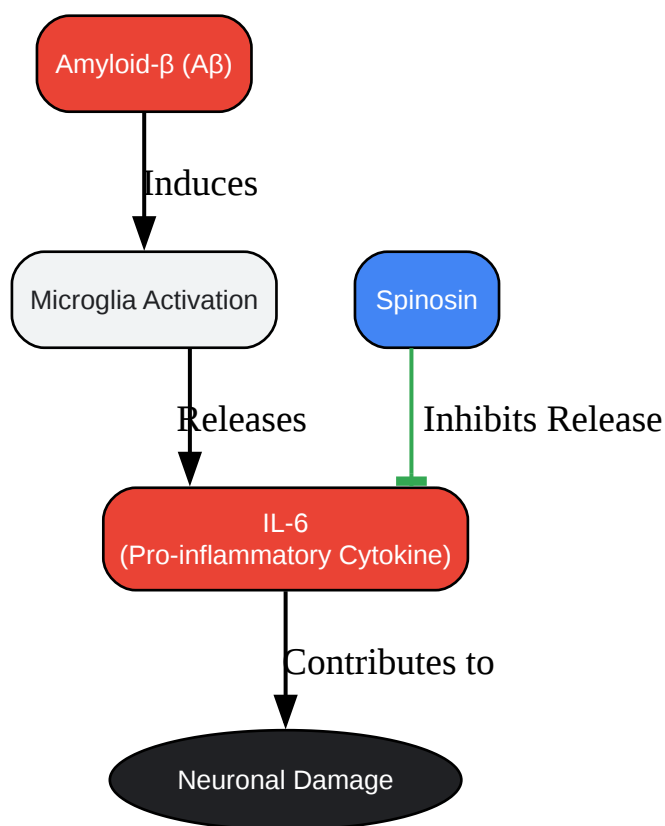 Amyloid-β (Aβ)
Induces
Microglia Activation
Spinosin
Releases
Inhibits Release
IL-6
(Pro-inflammatory Cytokine)
Contributes to
Neuronal Damage